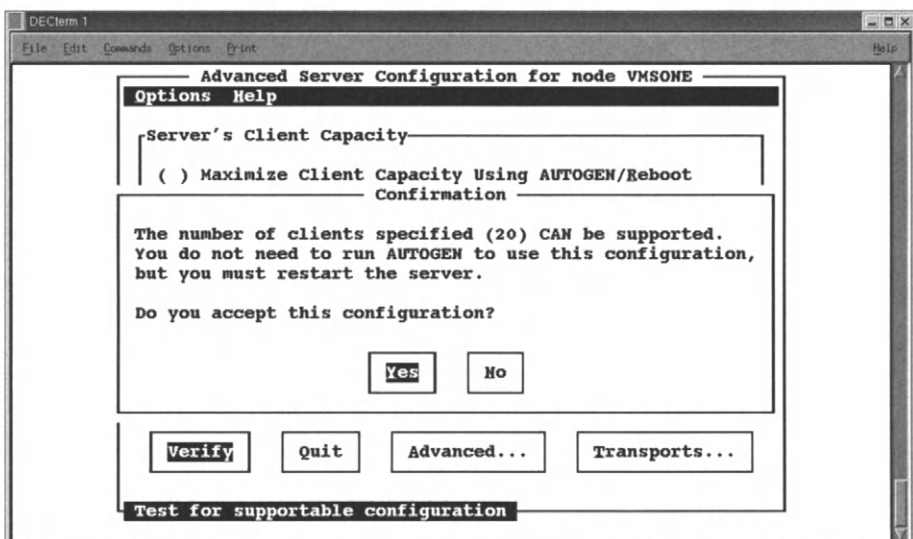 DECterm 1
File Edit Commands Options Print Help
Advanced Server Configuration for node VMSONE
Options Help
Server's Client Capacity
( ) Maximize Client Capacity Using AUTOGEN/Reboot
Confirmation
The number of clients specified (20) CAN be supported.
You do not need to run AUTOGEN to use this configuration,
but you must restart the server.
Do you accept this configuration?
Yes No
Verify Quit Advanced... Transports...
Test for supportable configuration